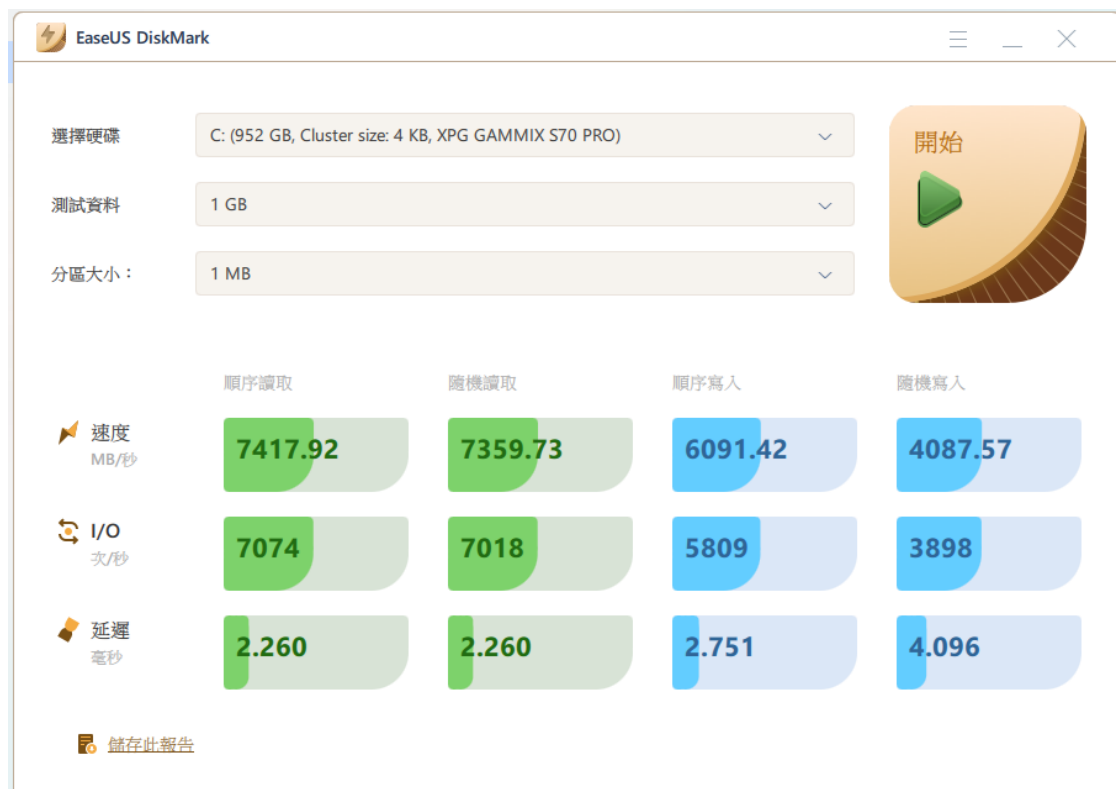 EaseUS DiskMark
選擇硬碟
C: (952 GB, Cluster size: 4 KB, XPG GAMMIX S70 PRO)
開始
測試資料
1 GB
分區大小：
1 MB
順序讀取 隨機讀取 順序寫入 隨機寫入
速度 7417.92 7359.73 6091.42 4087.57
MB/秒
I/O 7074 7018 5809 3898
次/秒
延遲 2.260 2.260 2.751 4.096
毫秒
儲存此報告